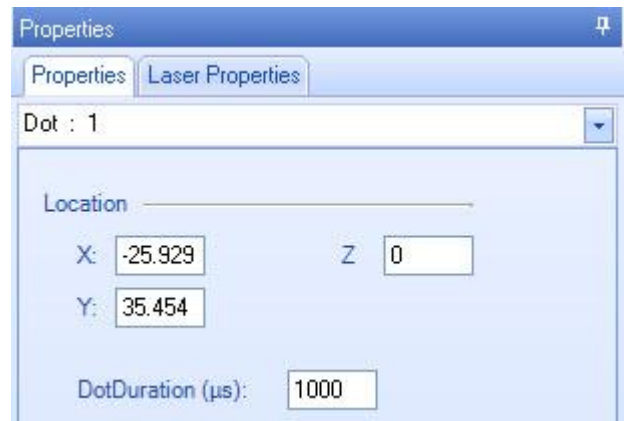 Properties
Properties Laser Properties
Dot : 1
Location
X: -25.929 Z 0
Y: 35.454
DotDuration (µs): 1000